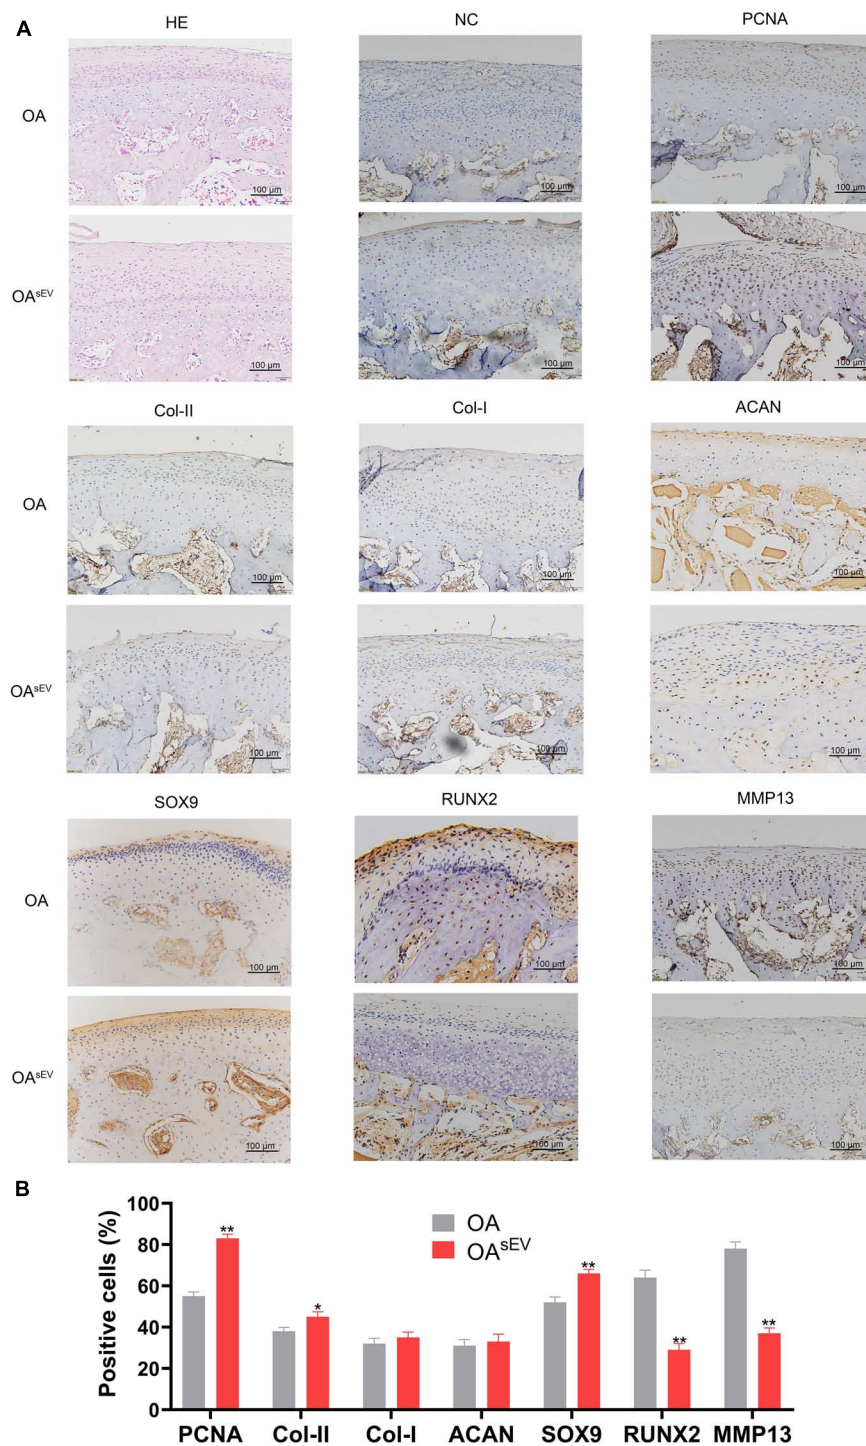 A
HE
NC
PCNA
OA
100 µm
100 µm
100 µm
OAsEV
100 µm
100 µm
100 µm
Col-II
Col-I
ACAN
OA
100 µm
100 µm
100 µm
OAsEV
100 µm
100 µm
100 µm
SOX9
RUNX2
MMP13
OA
100 µm
100 µm
100 µm
OAsEV
100 µm
100 µm
100 µm
B
Positive cells (%)
100
80
60
40
20
0
OA
OAsEV
**
*
**
**
**
PCNA
Col-II
Col-I
ACAN
SOX9
RUNX2
MMP13